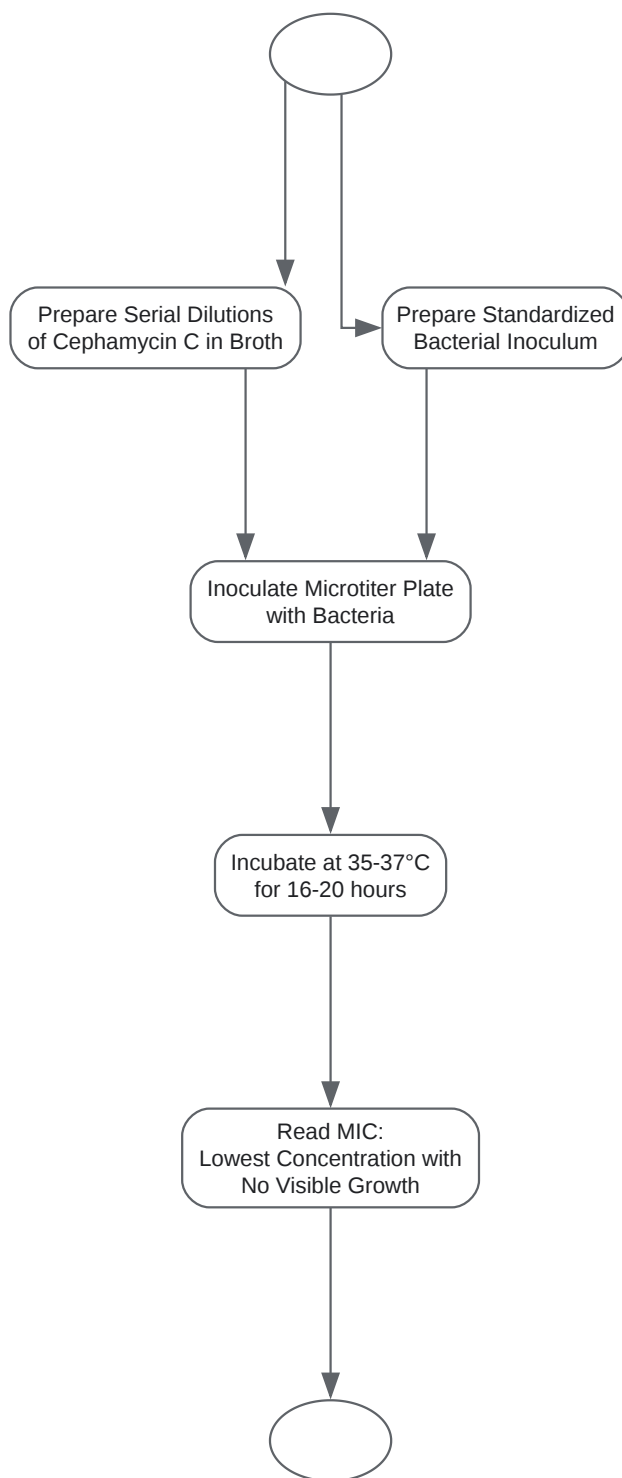 Prepare Serial Dilutions
of Cephamycin C in Broth
Prepare Standardized
Bacterial Inoculum
Inoculate Microtiter Plate
with Bacteria
Incubate at 35-37°C
for 16-20 hours
Read MIC:
Lowest Concentration with
No Visible Growth